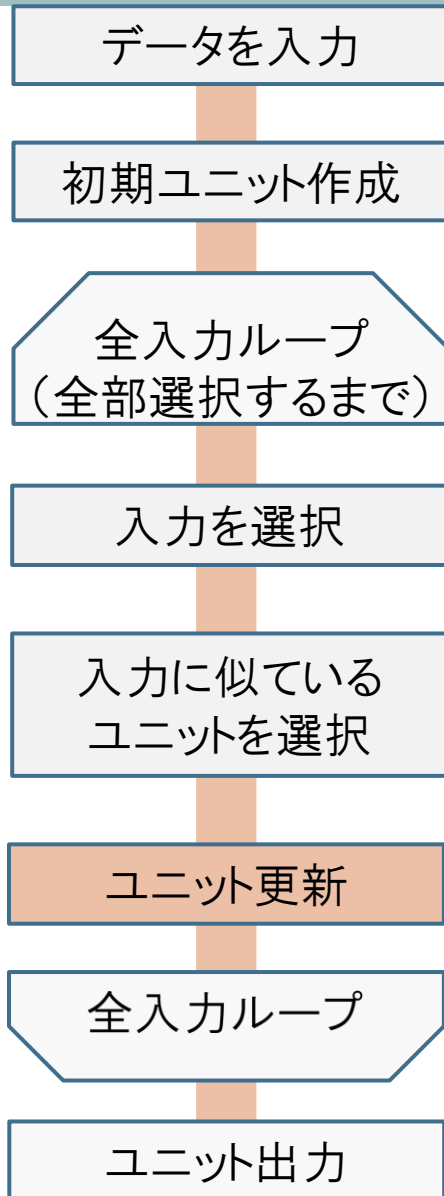 データを入力
初期ユニット作成
全入力ループ
（全部選択するまで）
入力を選択
入力に似ている
ユニットを選択
ユニット更新
全入力ループ
ユニット出力